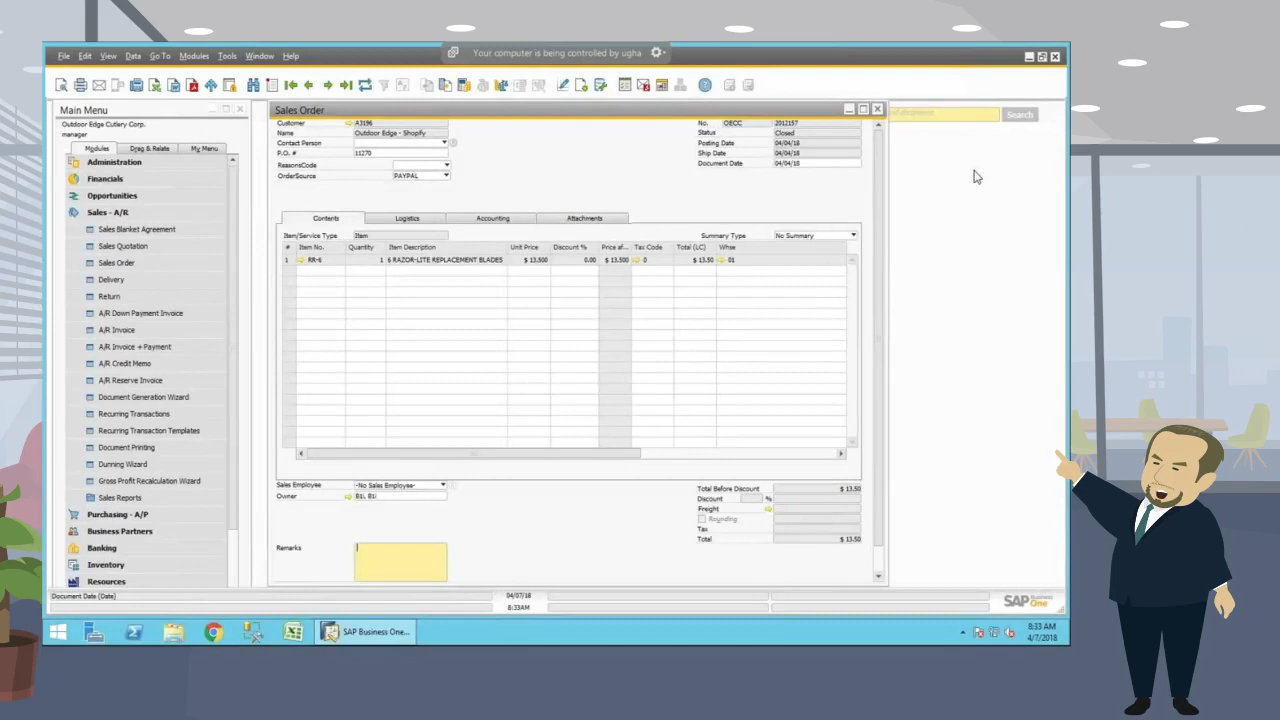 Your computer is being controlled by ugha
File Edit View Data Go To Modules Tools Window Help
Main Menu
Outdoor Edge Cutlery Corp.
manager
Modules Drag & Relate My Menu
Administration
Financials
Opportunities
Sales - A/R
Sales Blanket Agreement
Sales Quotation
Sales Order
Delivery
Return
A/R Down Payment Invoice
A/R Invoice
A/R Invoice + Payment
A/R Credit Memo
A/R Reserve Invoice
Document Generation Wizard
Recurring Transactions
Recurring Transaction Templates
Document Printing
Dunning Wizard
Gross Profit Recalculation Wizard
Sales Reports
Purchasing - A/P
Business Partners
Banking
Inventory
Resources
Sales Order
Customer A3196
Name Outdoor Edge - Shopify
Contact Person
P.O. # 11270
ReasonsCode
OrderSource PAYPAL
No. OECC 2012157
Status Closed
Posting Date 04/04/18
Ship Date 04/04/18
Document Date 04/04/18
Search
Contents Logistics Accounting Attachments
Item/Service Type Item Summary Type No Summary
# Item No. Quantity Item Description Unit Price Discount % Price af... Tax Code Total (LC) Whse
1 RR-6 1 6 RAZOR-LITE REPLACEMENT BLADES $ 13.500 0.00 $ 13.500 0 $ 13.50 01
Sales Employee -No Sales Employee-
Owner B1i, B1i
Remarks
Total Before Discount $ 13.50
Discount %
Freight
Rounding
Tax
Total $ 13.50
Document Date (Date) 04/07/18
8:33AM
SAP Business One
SAP Business One...
8:33 AM
4/7/2018